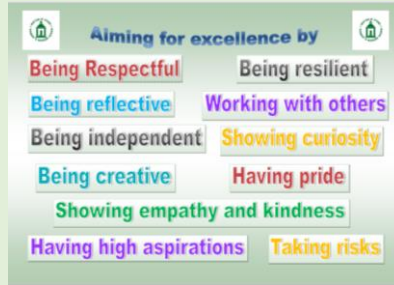 Aiming for excellence by
Being Respectful Being resilient
Being reflective Working with others
Being independent Showing curiosity
Being creative Having pride
Showing empathy and kindness
Having high aspirations Taking risks